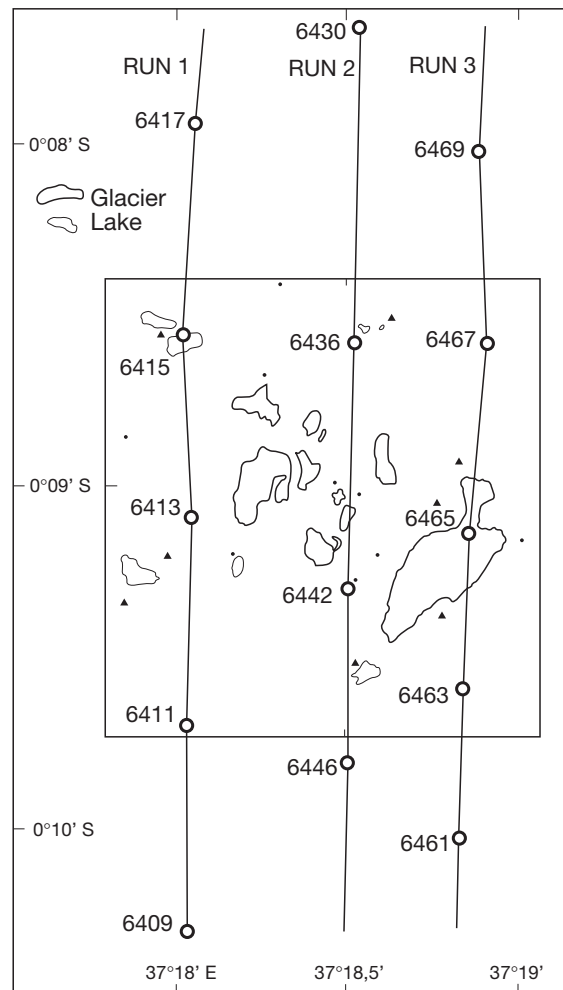 6430
RUN 1
RUN 2
RUN 3
6417
0°08' S
6469
Glacier
Lake
6415
6436
6467
0°09' S
6413
6465
6442
6411
6463
6446
0°10' S
6461
6409
37°18' E
37°18,5'
37°19'